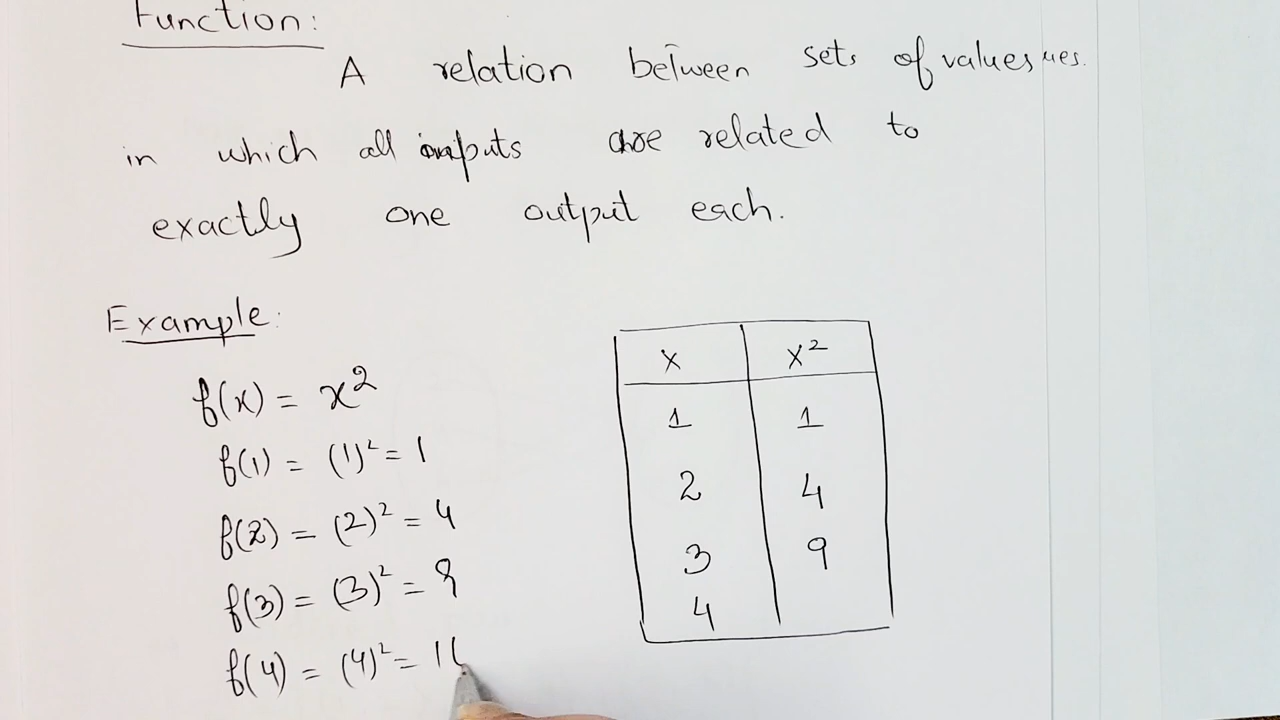 Function:
A relation between sets of values ues.
in which all inputs are related to
exactly one output each.
Example:
f(x) = x²
f(1) = (1)² = 1
f(2) = (2)² = 4
f(3) = (3)² = 9
f(4) = (4)² = 1
x x²
1 1
2 4
3 9
4